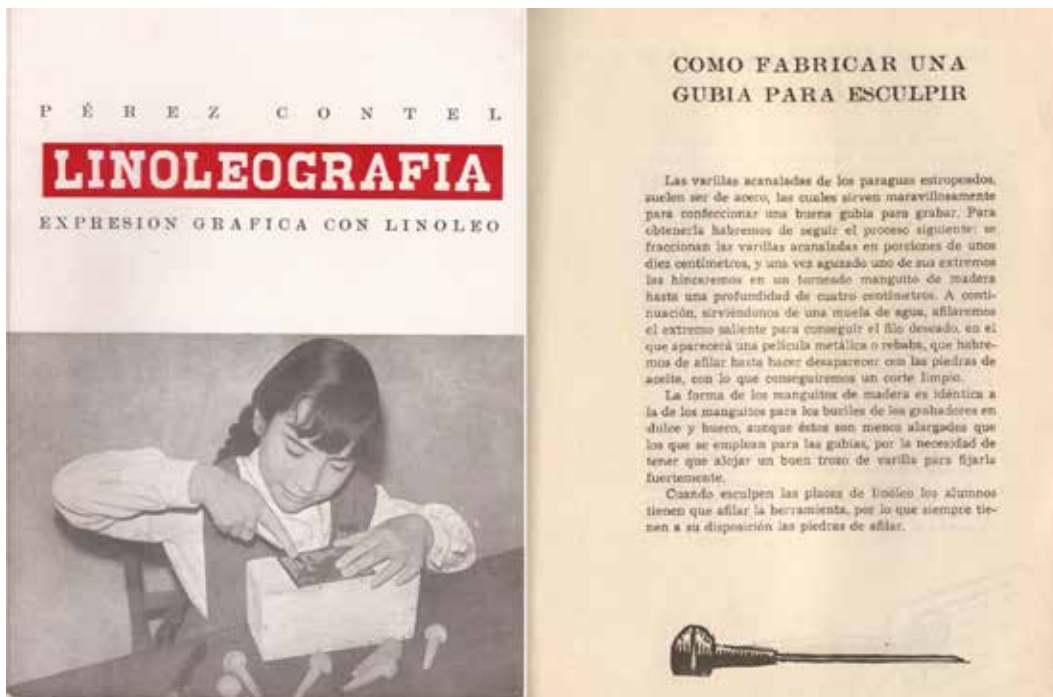 PÉREZ CONTEL
LINOLEOGRAFIA
EXPRESION GRAFICA CON LINOLEO
COMO FABRICAR UNA
GUBIA PARA ESCULPIR
Las varillas acanaladas de los paraguas estropeados,
suelen ser de acero, las cuales sirven maravillosamente
para confeccionar una buena gubia para grabar. Para
obtenerla habremos de seguir el proceso siguiente: se
fraccionan las varillas acanaladas en porciones de unos
diez centímetros, y una vez aguzado uno de sus extremos
las hincaremos en un torneado manguito de madera
hasta una profundidad de cuatro centímetros. A conti-
nuación, sirviéndonos de una muela de agua, afilaremos
el extremo saliente para conseguir el filo deseado, en el
que aparecerá una película metálica o rebaba, que habre-
mos de afilar hasta hacer desaparecer con las piedras de
aceite, con lo que conseguiremos un corte limpio.
La forma de los manguitos de madera es idéntica a
la de los manguitos para los buriles de los grabadores en
dulce y hueco, aunque éstos son menos alargados que
los que se emplean para las gubias, por la necesidad de
tener que alojar un buen trozo de varilla para fijarla
fuertemente.
Cuando esculpen las placas de linóleo los alumnos
tienen que afilar la herramienta, por lo que siempre tie-
nen a su disposición las piedras de afilar.